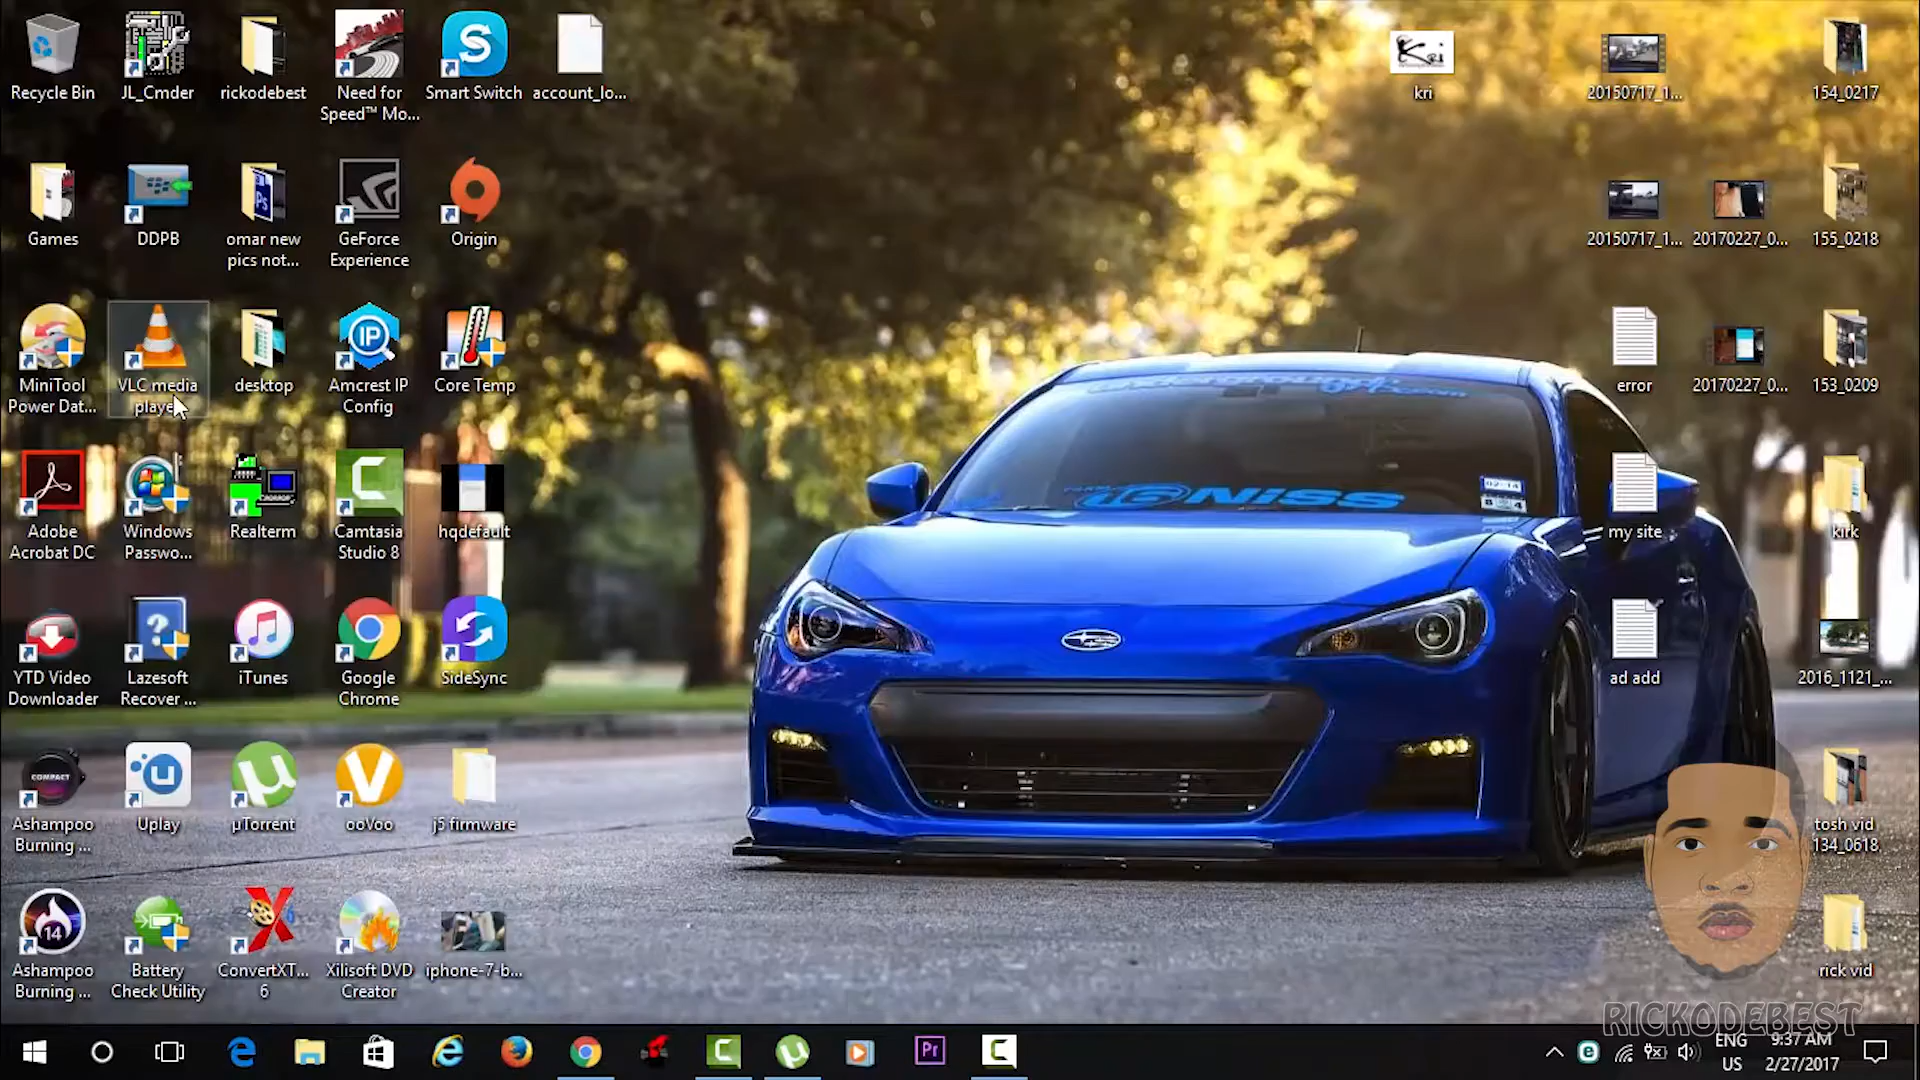 Recycle Bin
JL_Cmder
rickodebest
Need for
Speed™ Mo...
Smart Switch
account_lo...
kri
20150717_1...
154_0217
Games
DDPB
omar new
pics not...
GeForce
Experience
Origin
20150717_1...
20170227_0...
155_0218
MiniTool
Power Dat...
VLC media
player
desktop
Amcrest IP
Config
Core Temp
error
20170227_0...
153_0209
Adobe
Acrobat DC
Windows
Passwo...
Realterm
Camtasia
Studio 8
hqdefault
my site
kirk
YTD Video
Downloader
Lazesoft
Recover ...
iTunes
Google
Chrome
SideSync
ad add
2016_1121_...
COMPACT
Ashampoo
Burning ...
Uplay
µTorrent
ooVoo
j5 firmware
tosh vid
134_0618
14
Ashampoo
Burning ...
Battery
Check Utility
ConvertXT...
6
Xilisoft DVD
Creator
iphone-7-b...
rick vid
RICKODEBEST
ENG
US
9:37 AM
2/27/2017
Pr
IP
Ps